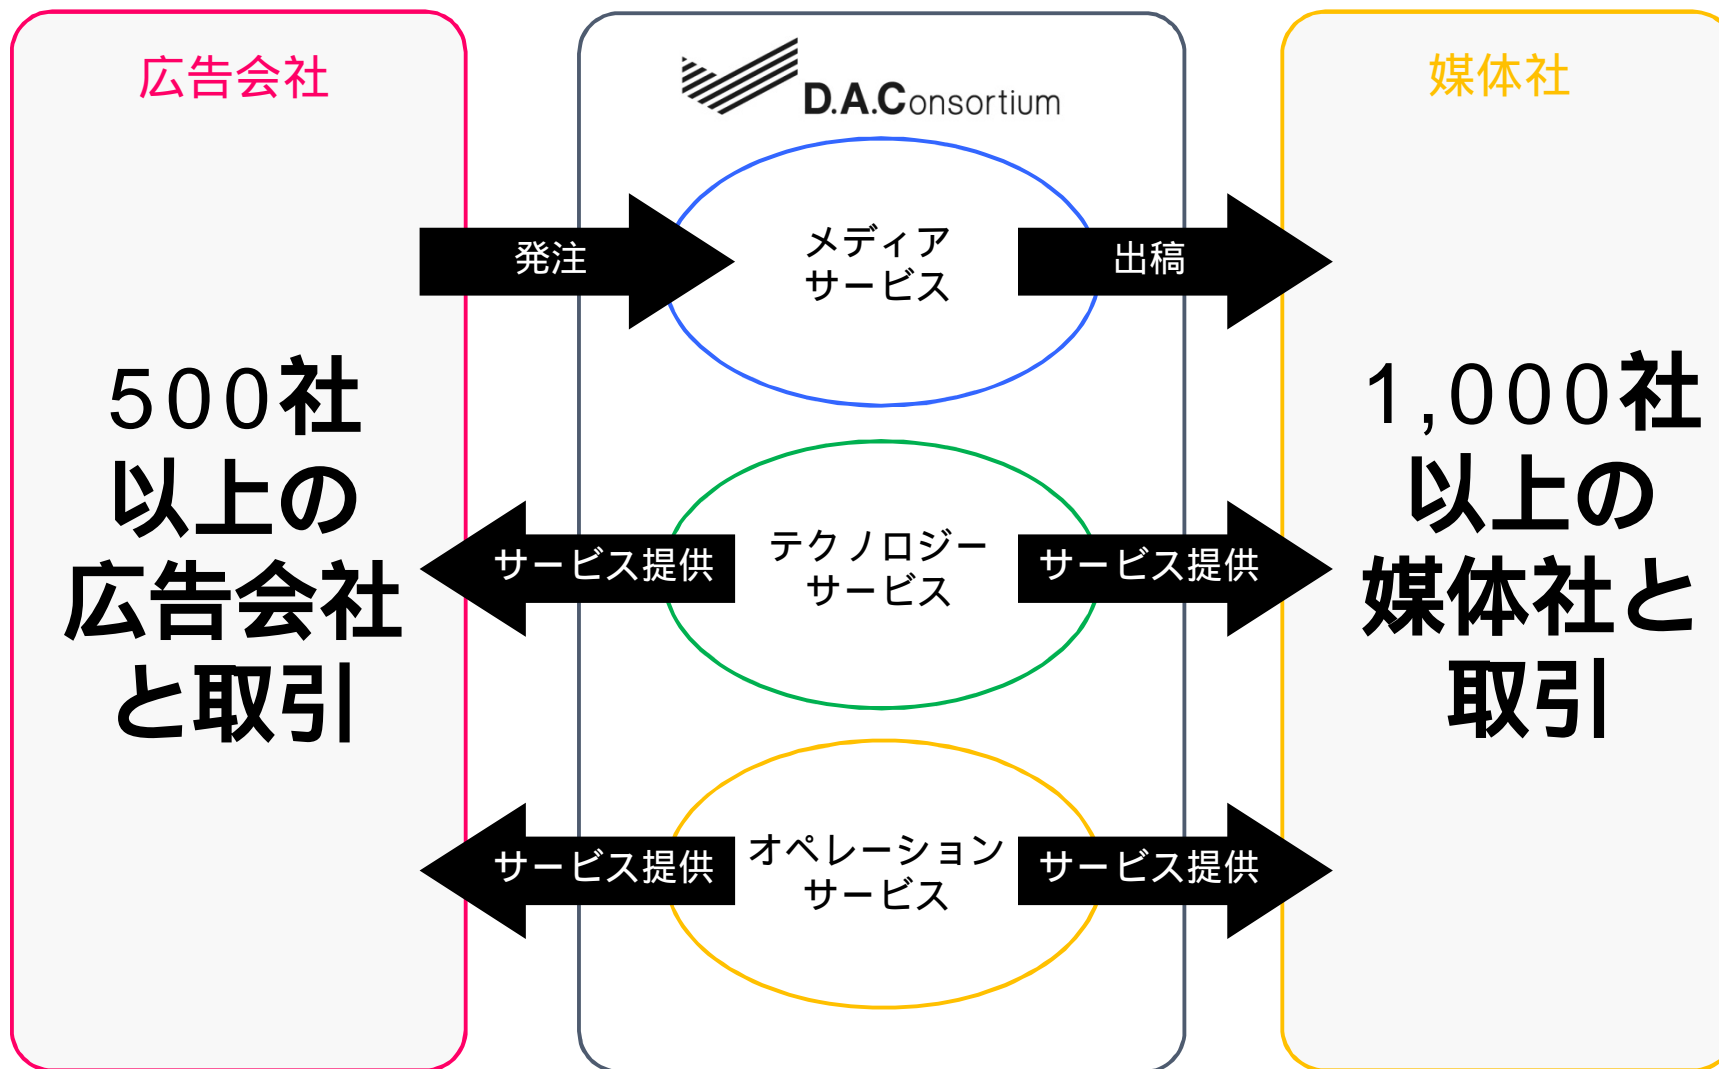 広告会社
500社
以上の
広告会社
と取引
D.A.Consortium
発注
メディア
サービス
出稿
サービス提供
テクノロジー
サービス
サービス提供
サービス提供
オペレーション
サービス
サービス提供
媒体社
1,000社
以上の
媒体社と
取引